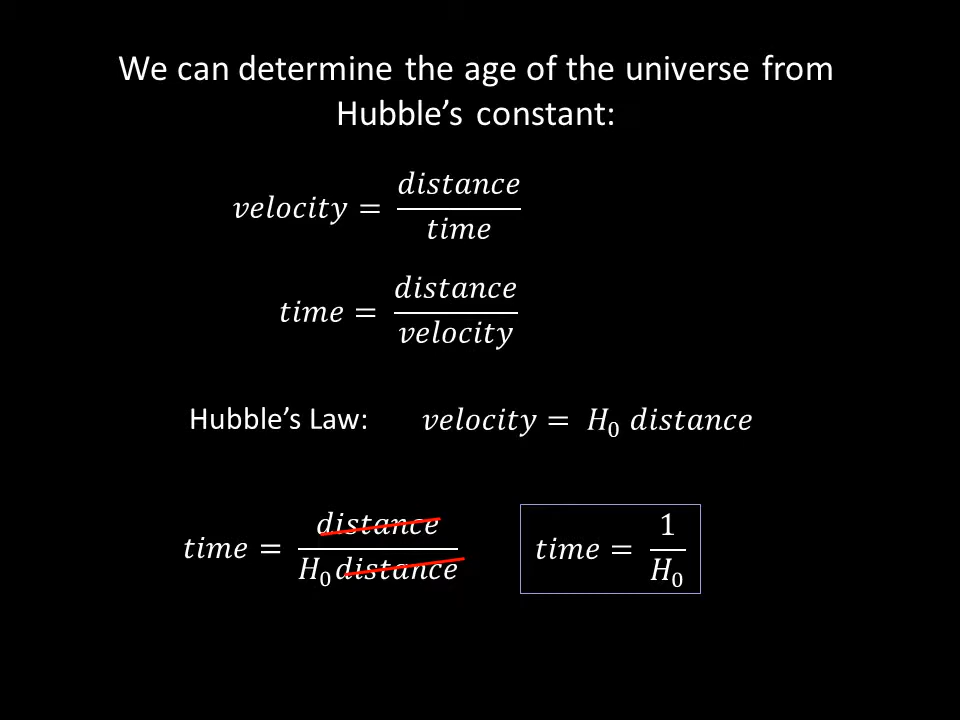 We can determine the age of the universe from
Hubble’s constant:
velocity = distance / time
time = distance / velocity
Hubble’s Law: velocity = H₀ distance
time = distance / H₀ distance time = 1 / H₀